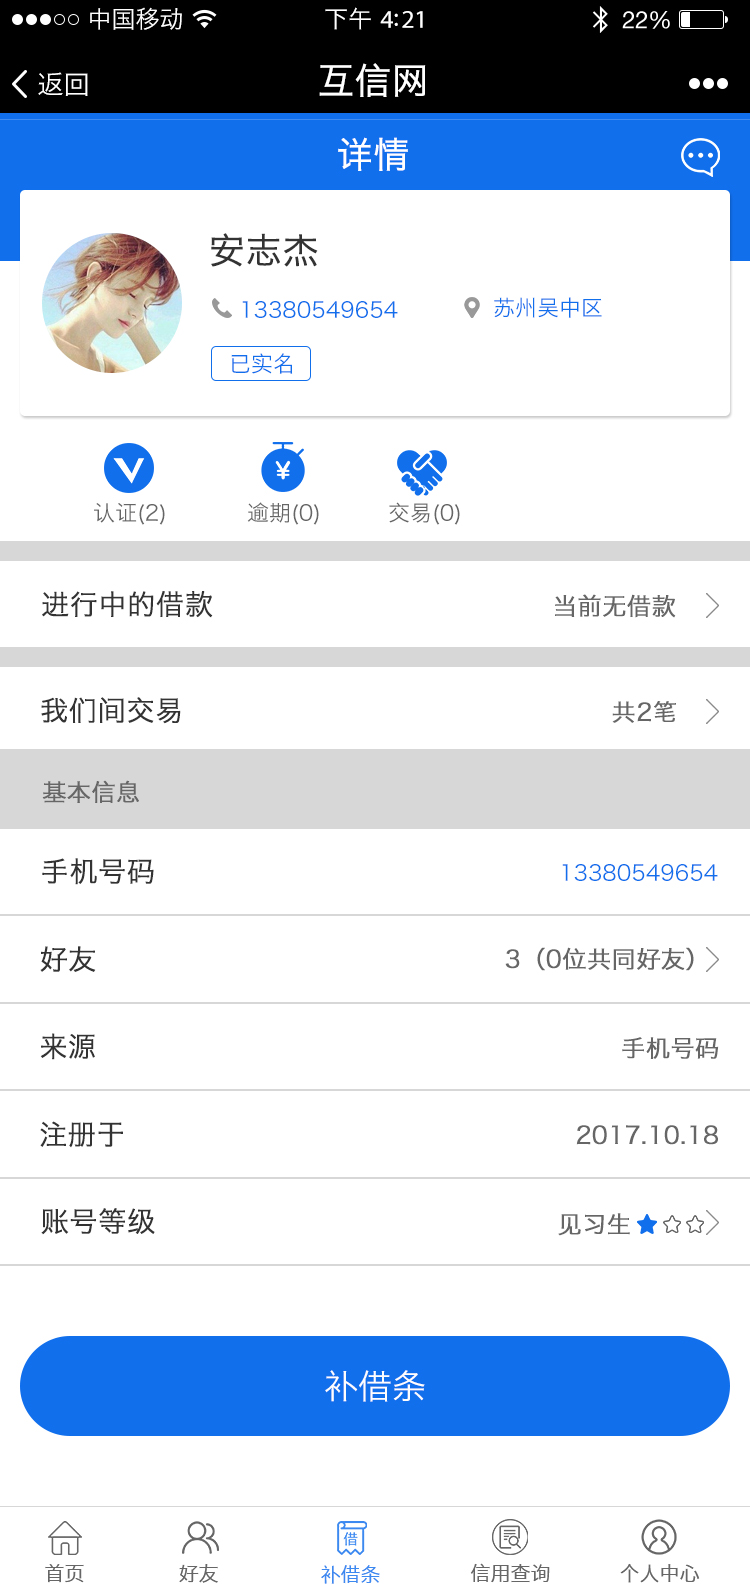 中国移动 下午 4:21 22%
返回 互信网
详情
安志杰
13380549654 苏州吴中区
已实名
认证(2) 逾期(0) 交易(0)
进行中的借款 当前无借款
我们间交易 共2笔
基本信息
手机号码 13380549654
好友 3（0位共同好友）
来源 手机号码
注册于 2017.10.18
账号等级 见习生
补借条
借
首页 好友 补借条 信用查询 个人中心